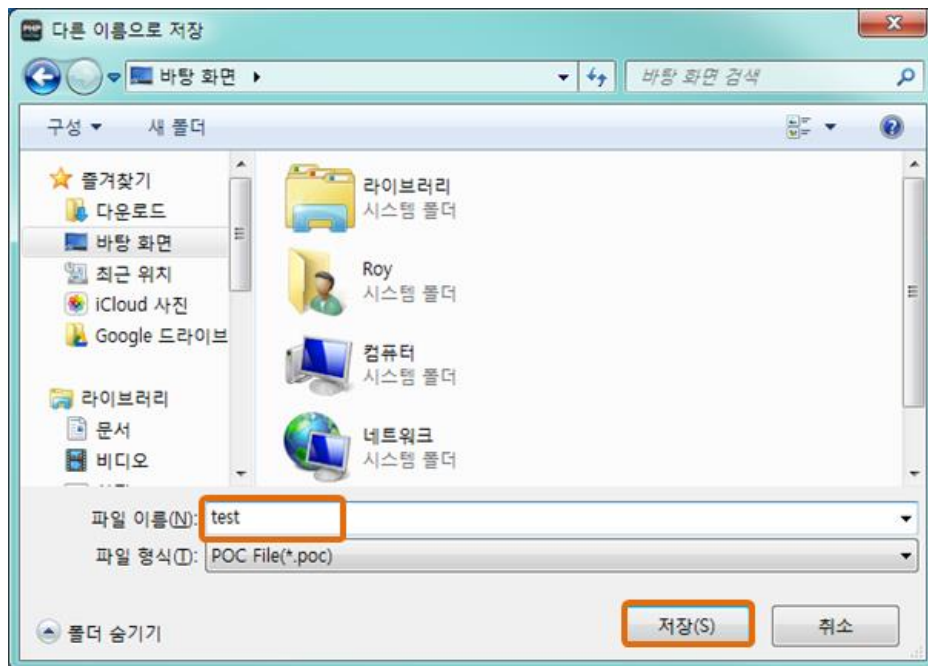 PHP 다른 이름으로 저장
바탕 화면
바탕 화면 검색
구성 새 폴더
즐겨찾기
다운로드
바탕 화면
최근 위치
iCloud 사진
Google 드라이브
라이브러리
문서
비디오
라이브러리
시스템 폴더
Roy
시스템 폴더
컴퓨터
시스템 폴더
네트워크
시스템 폴더
파일 이름(N): test
파일 형식(T): POC File(*.poc)
폴더 숨기기
저장(S)
취소